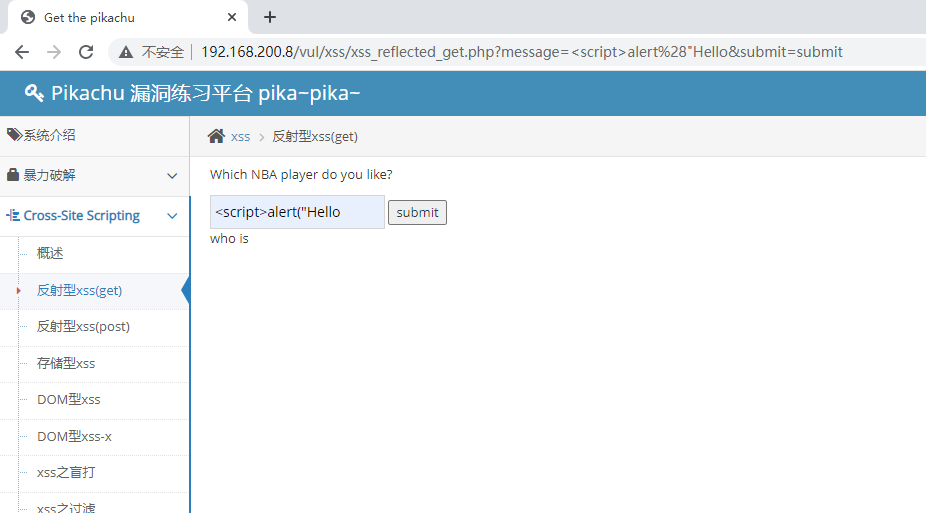 Get the pikachu
不安全 192.168.200.8/vul/xss/xss_reflected_get.php?message=<script>alert%28"Hello&submit=submit
Pikachu 漏洞练习平台 pika~pika~
系统介绍
xss 反射型xss(get)
暴力破解
Which NBA player do you like?
Cross-Site Scripting
<script>alert("Hello submit
who is
概述
反射型xss(get)
反射型xss(post)
存储型xss
DOM型xss
DOM型xss-x
xss之盲打
xss之过滤